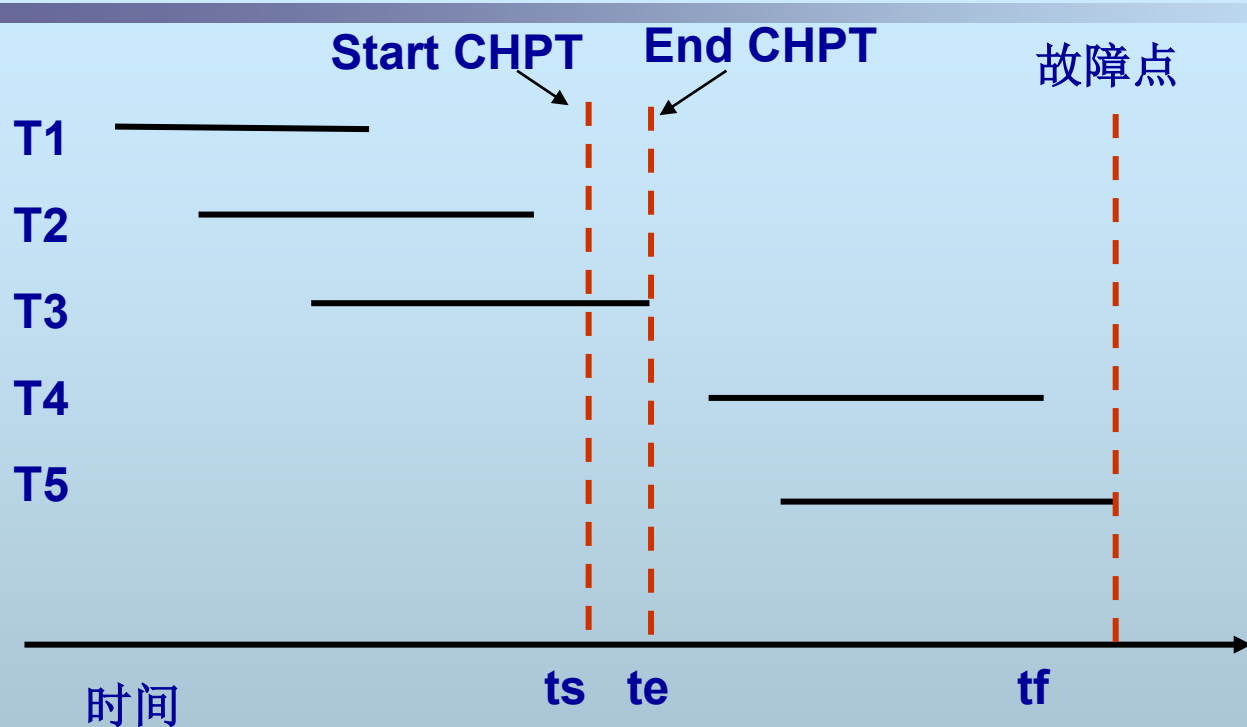 Start CHPT
End CHPT
故障点
T1
T2
T3
T4
T5
ts
te
tf
时间